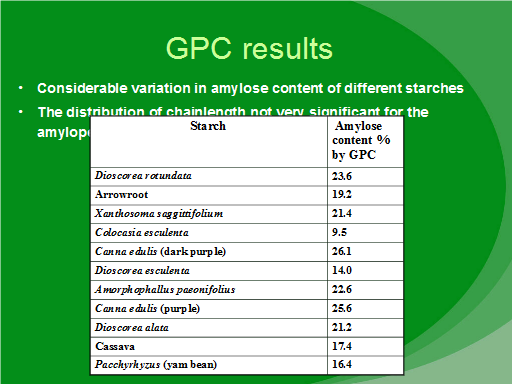 GPC results
• Considerable variation in amylose content of different starches
• The distribution of chainlength not very significant for the
Starch Amylose
content %
by GPC
Dioscorea rotundata 23.6
Arrowroot 19.2
Xanthosoma saggittifolium 21.4
Colocasia esculenta 9.5
Canna edulis (dark purple) 26.1
Dioscorea esculenta 14.0
Amorphophallus paeonifolius 22.6
Canna edulis (purple) 25.6
Dioscorea alata 21.2
Cassava 17.4
Pacchyrhyzus (yam bean) 16.4